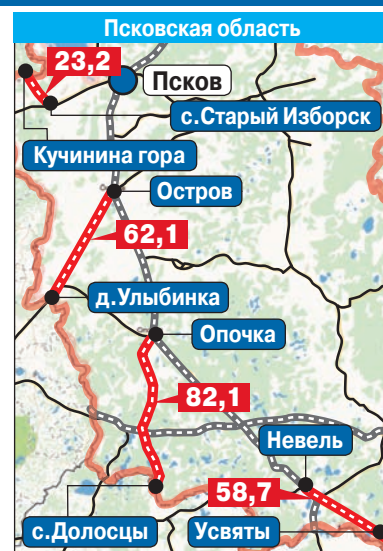 Псковская область
23,2
Псков
с.Старый Изборск
Кучинина гора
Остров
62,1
д.Улыбинка
Опочка
82,1
Невель
58,7
с.Долосцы
Усвяты